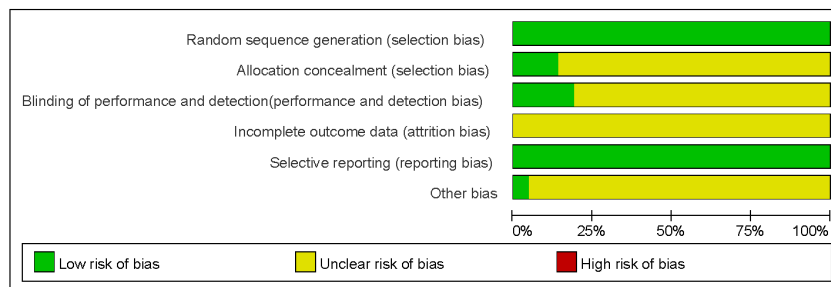 Random sequence generation (selection bias)
Allocation concealment (selection bias)
Blinding of performance and detection(performance and detection bias)
Incomplete outcome data (attrition bias)
Selective reporting (reporting bias)
Other bias
0% 25% 50% 75% 100%
Low risk of bias Unclear risk of bias High risk of bias